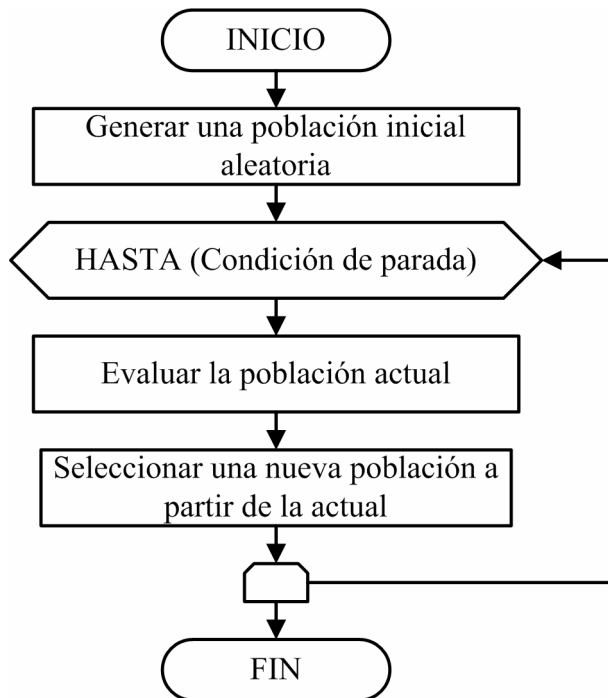 INICIO
Generar una población inicial
aleatoria
HASTA (Condición de parada)
Evaluar la población actual
Seleccionar una nueva población a
partir de la actual
FIN